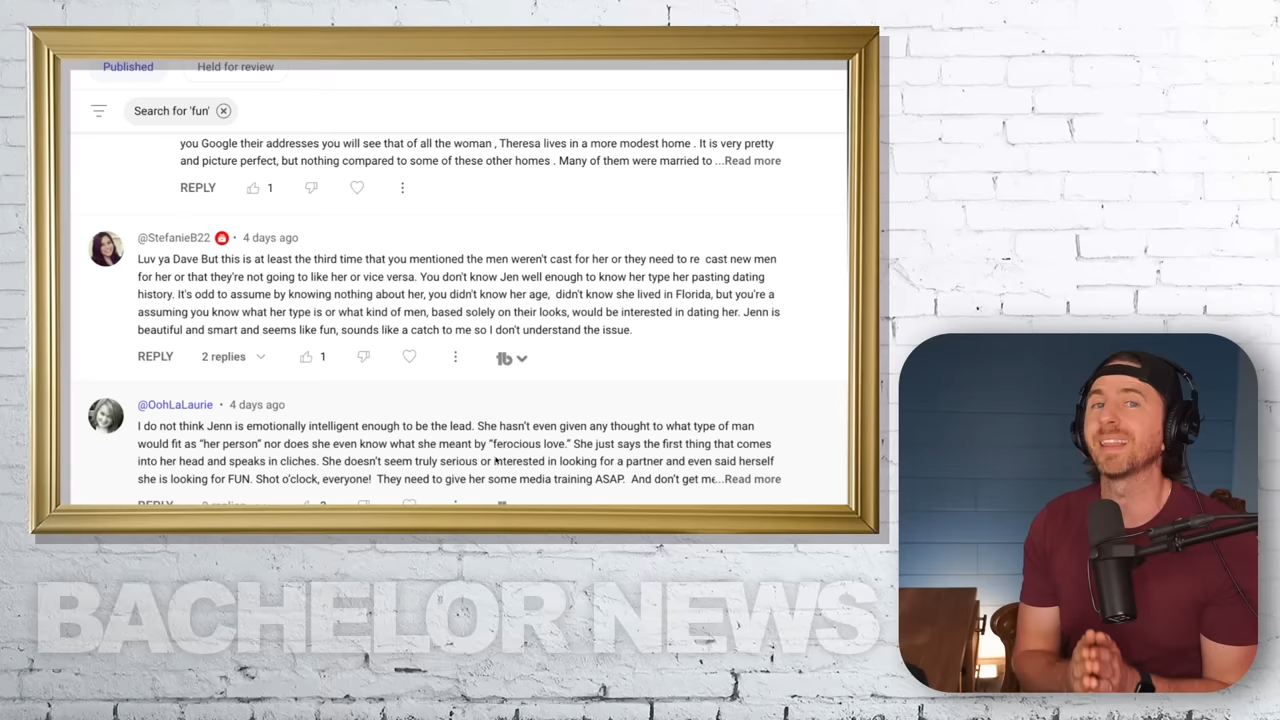 Published
Held for review
Search for 'fun'
you Google their addresses you will see that of all the woman , Theresa lives in a more modest home . It is very pretty
and picture perfect, but nothing compared to some of these other homes . Many of them were married to ...Read more
REPLY 1
@StefanieB22 • 4 days ago
Luv ya Dave But this is at least the third time that you mentioned the men weren't cast for her or they need to re cast new men
for her or that they're not going to like her or vice versa. You don't know Jen well enough to know her type her pasting dating
history. It's odd to assume by knowing nothing about her, you didn't know her age, didn't know she lived in Florida, but you're a
assuming you know what her type is or what kind of men, based solely on their looks, would be interested in dating her. Jenn is
beautiful and smart and seems like fun, sounds like a catch to me so I don't understand the issue.
REPLY 2 replies 1 tb
@OohLaLaurie • 4 days ago
I do not think Jenn is emotionally intelligent enough to be the lead. She hasn't even given any thought to what type of man
would fit as “her person” nor does she even know what she meant by “ferocious love.” She just says the first thing that comes
into her head and speaks in cliches. She doesn't seem truly serious or interested in looking for a partner and even said herself
she is looking for FUN. Shot o'clock, everyone! They need to give her some media training ASAP. And don't get me...Read more
BACHELOR NEWS